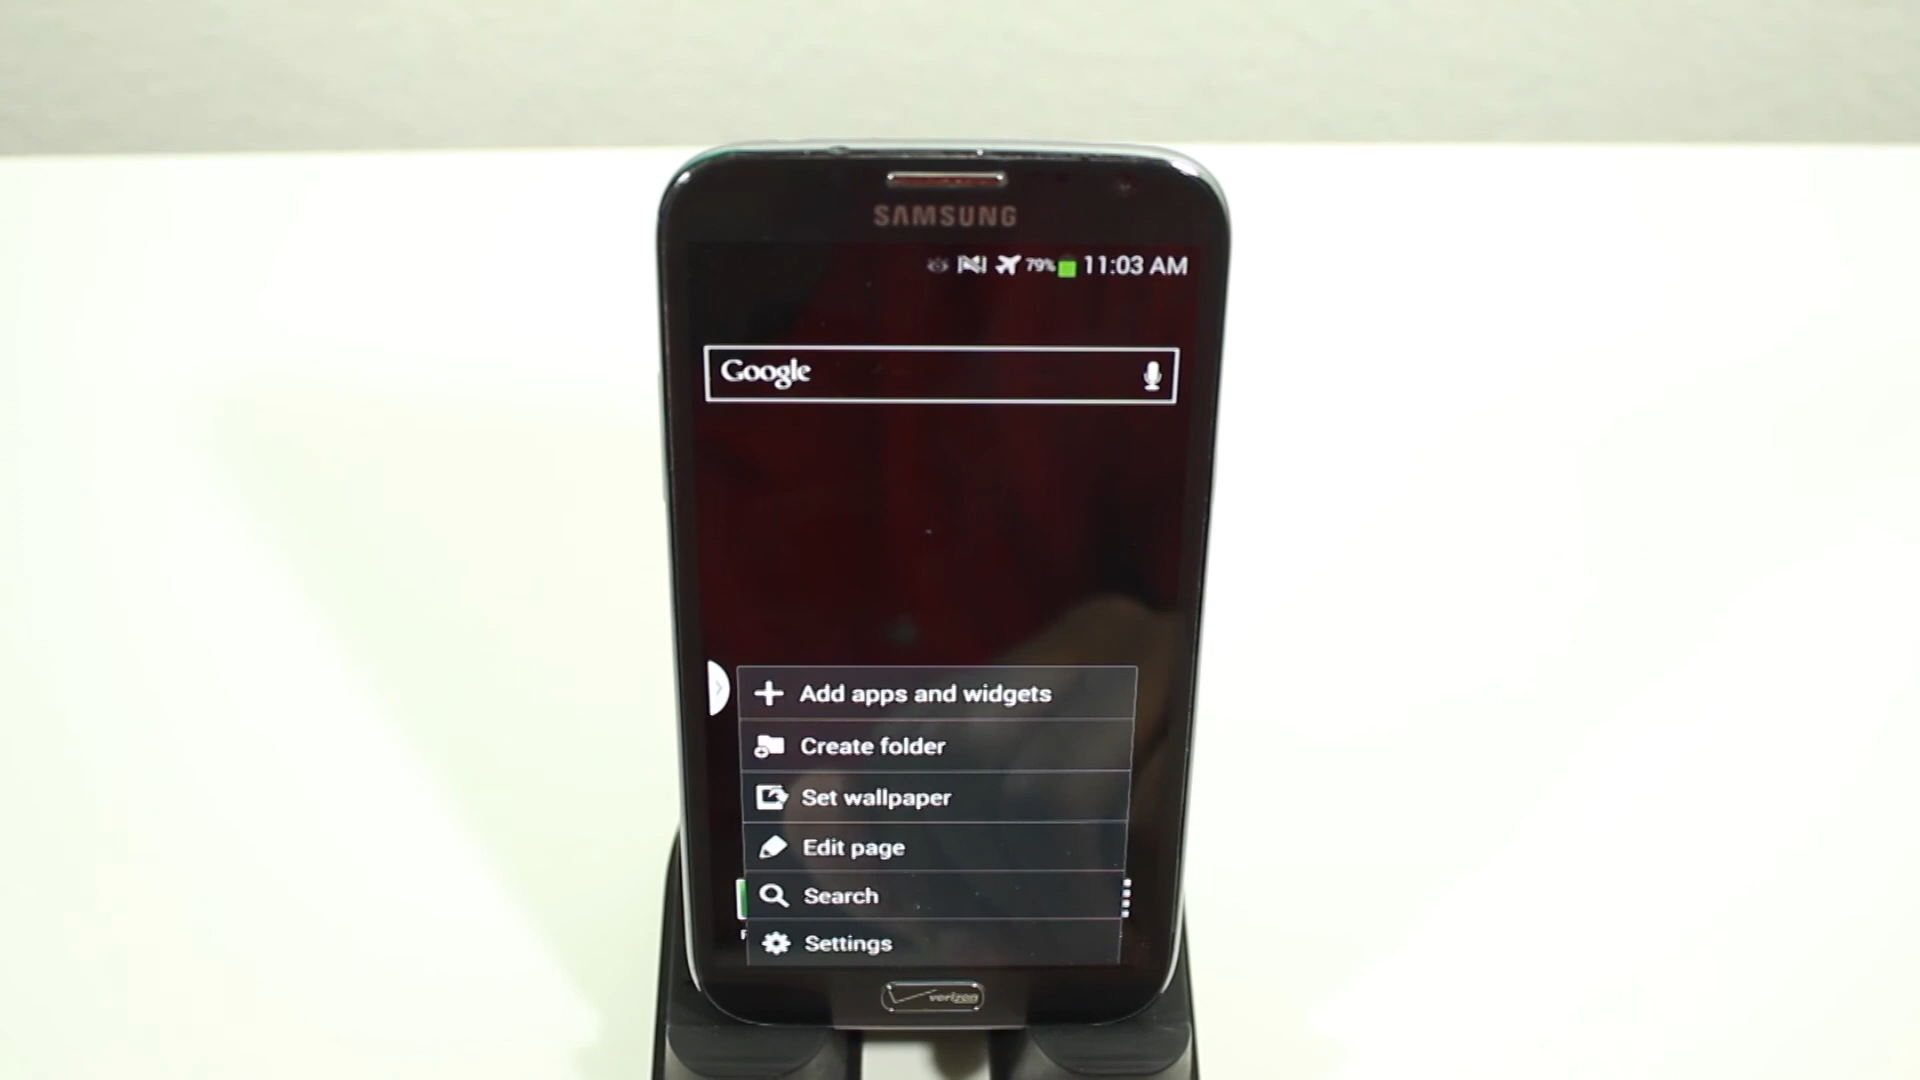 SAMSUNG
79% 11:03 AM
Google
Add apps and widgets
Create folder
Set wallpaper
Edit page
Search
Settings
verizon